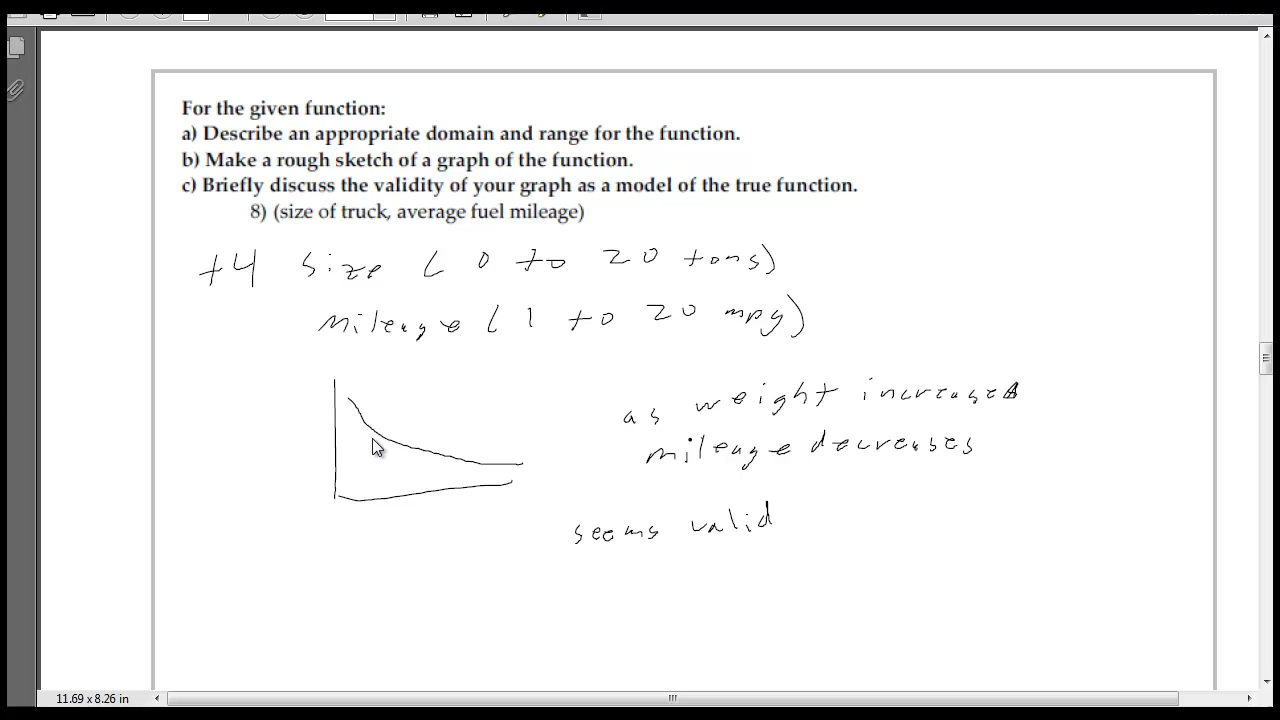 For the given function:
a) Describe an appropriate domain and range for the function.
b) Make a rough sketch of a graph of the function.
c) Briefly discuss the validity of your graph as a model of the true function.
8) (size of truck, average fuel mileage)
+4 size ( 0 to 20 tons)
mileage ( 1 to 20 mpg)
as weight increases
mileage decreases
seems valid
11.69 x 8.26 in